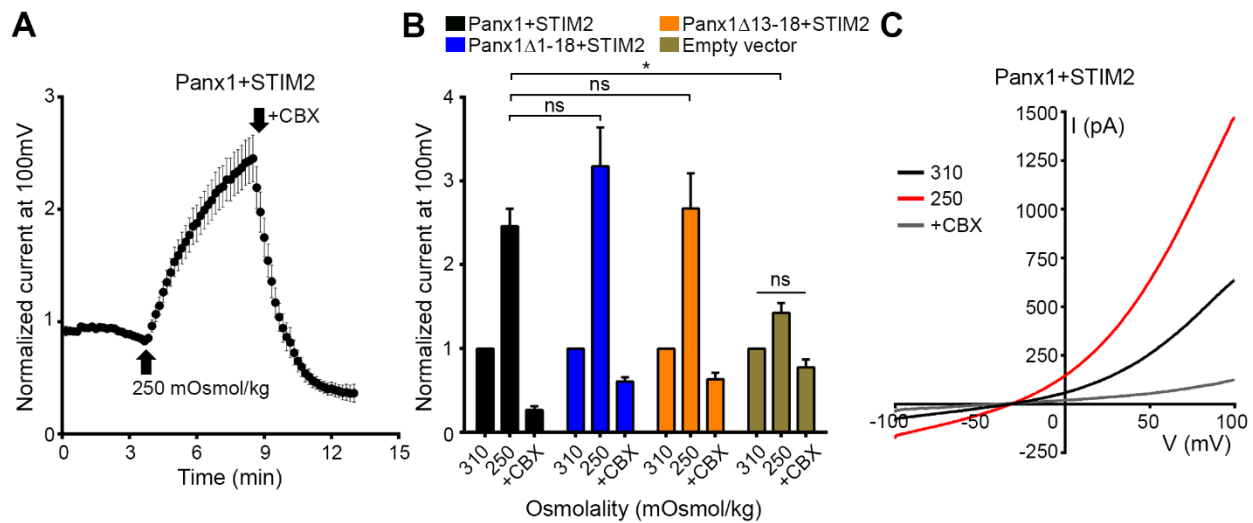 A
Panx1+STIM2
+CBX
250 mOsmol/kg
Normalized current at 100mV
3
2
1
0
0 3 6 9 12 15
Time (min)
B
Panx1+STIM2
Panx1Δ13-18+STIM2
Panx1Δ1-18+STIM2
Empty vector
*
ns
ns
ns
Normalized current at 100mV
4
3
2
1
0
310 250 +CBX 310 250 +CBX 310 250 +CBX 310 250 +CBX
Osmolality (mOsmol/kg)
C
Panx1+STIM2
I (pA)
310
250
+CBX
1500
1250
1000
750
500
250
-250
-100 -50 0 50 100
V (mV)